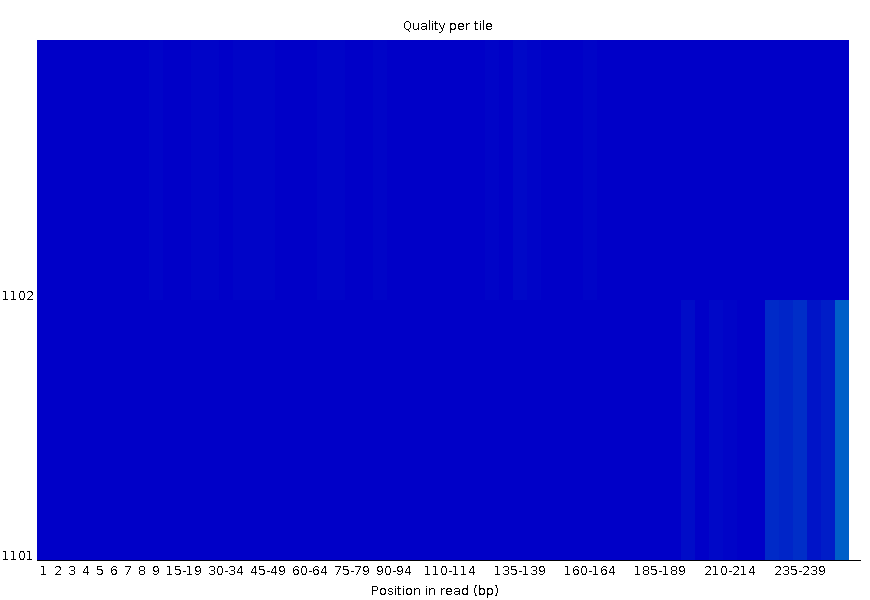 Quality per tile
1102
1101
1 2 3 4 5 6 7 8 9 15-19 30-34 45-49 60-64 75-79 90-94 110-114 135-139 160-164 185-189 210-214 235-239
Position in read (bp)